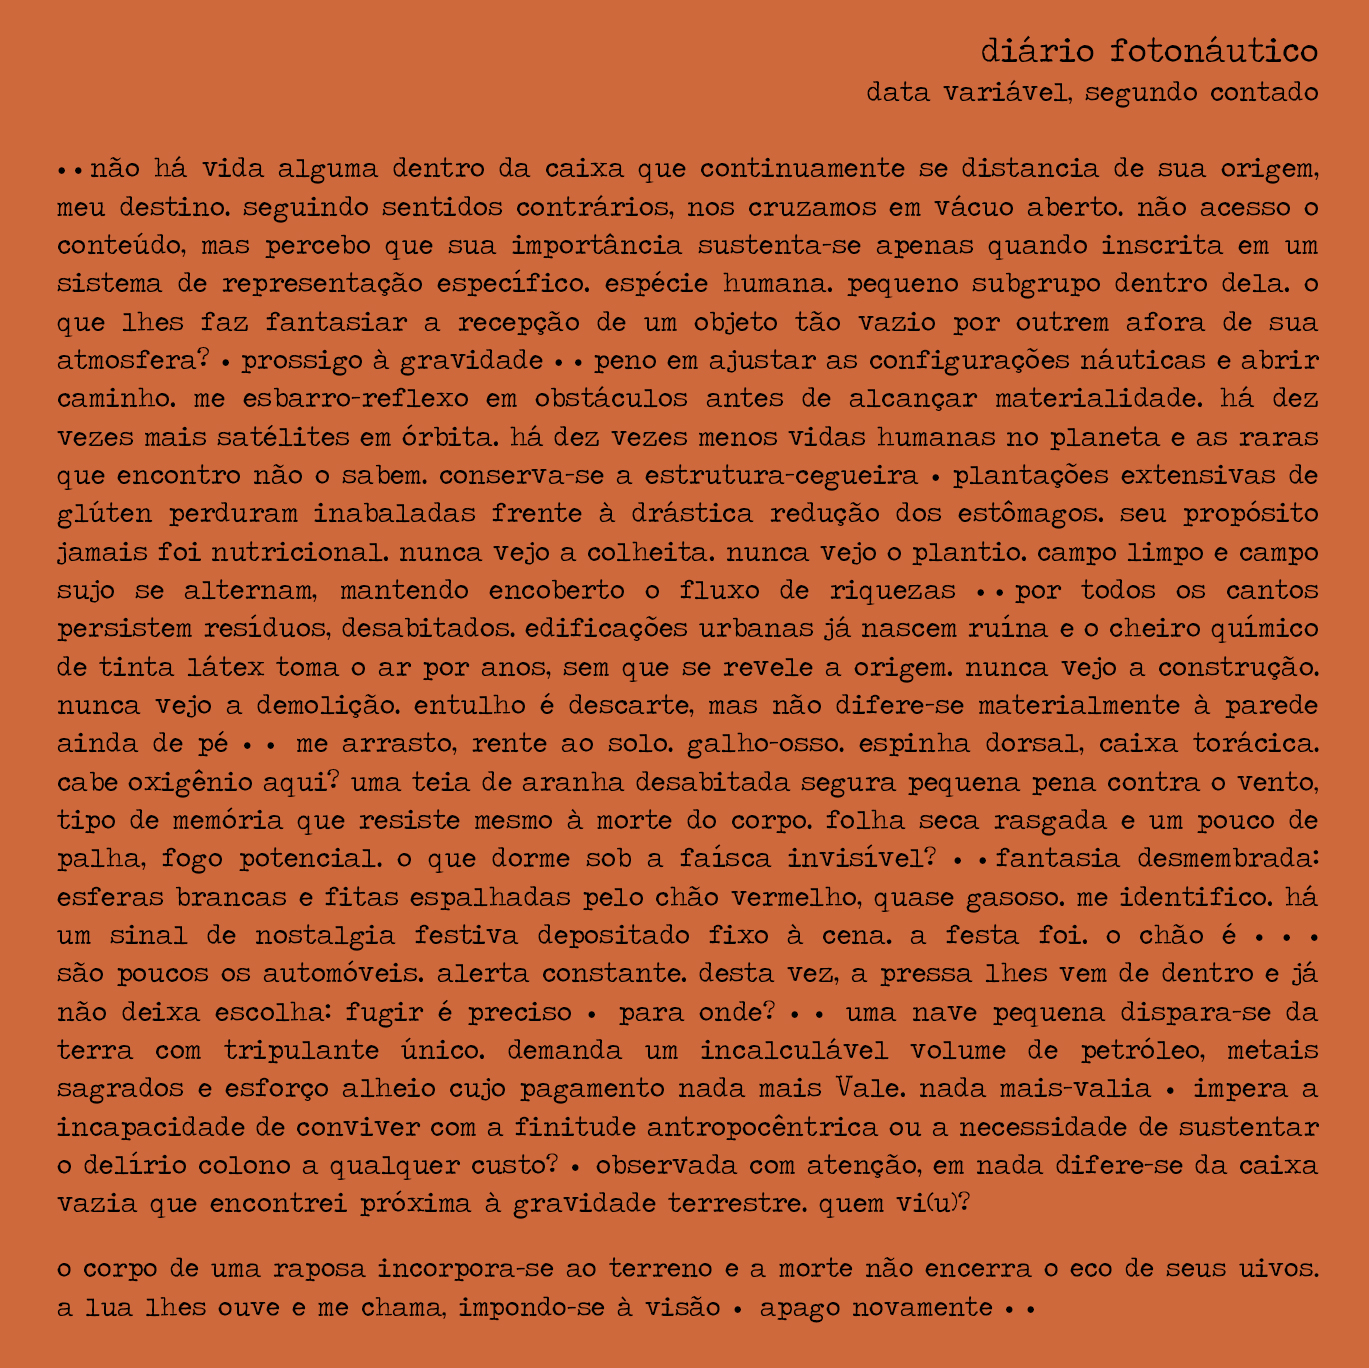 diário fotonáutico
data variável, segundo contado
• • não há vida alguma dentro da caixa que continuamente se distancia de sua origem,
meu destino. seguindo sentidos contrários, nos cruzamos em vácuo aberto. não acesso o
conteúdo, mas percebo que sua importância sustenta-se apenas quando inscrita em um
sistema de representação específico. espécie humana. pequeno subgrupo dentro dela. o
que lhes faz fantasiar a recepção de um objeto tão vazio por outrem afora de sua
atmosfera? • prossigo à gravidade • • peno em ajustar as configurações náuticas e abrir
caminho. me esbarro-reflexo em obstáculos antes de alcançar materialidade. há dez
vezes mais satélites em órbita. há dez vezes menos vidas humanas no planeta e as raras
que encontro não o sabem. conserva-se a estrutura-cegueira • plantações extensivas de
glúten perduram inabaladas frente à drástica redução dos estômagos. seu propósito
jamais foi nutricional. nunca vejo a colheita. nunca vejo o plantio. campo limpo e campo
sujo se alternam, mantendo encoberto o fluxo de riquezas • • por todos os cantos
persistem resíduos, desabitados. edificações urbanas já nascem ruína e o cheiro químico
de tinta látex toma o ar por anos, sem que se revele a origem. nunca vejo a construção.
nunca vejo a demolição. entulho é descarte, mas não difere-se materialmente à parede
ainda de pé • • me arrasto, rente ao solo. galho-osso. espinha dorsal, caixa torácica.
cabe oxigênio aqui? uma teia de aranha desabitada segura pequena pena contra o vento,
tipo de memória que resiste mesmo à morte do corpo. folha seca rasgada e um pouco de
palha, fogo potencial. o que dorme sob a faísca invisível? • • fantasia desmembrada:
esferas brancas e fitas espalhadas pelo chão vermelho, quase gasoso. me identifico. há
um sinal de nostalgia festiva depositado fixo à cena. a festa foi. o chão é • • •
são poucos os automóveis. alerta constante. desta vez, a pressa lhes vem de dentro e já
não deixa escolha: fugir é preciso • para onde? • • uma nave pequena dispara-se da
terra com tripulante único. demanda um incalculável volume de petróleo, metais
sagrados e esforço alheio cujo pagamento nada mais Vale. nada mais-valia • impera a
incapacidade de conviver com a finitude antropocêntrica ou a necessidade de sustentar
o delírio colono a qualquer custo? • observada com atenção, em nada difere-se da caixa
vazia que encontrei próxima à gravidade terrestre. quem vi(u)?
o corpo de uma raposa incorpora-se ao terreno e a morte não encerra o eco de seus uivos.
a lua lhes ouve e me chama, impondo-se à visão • apago novamente • •